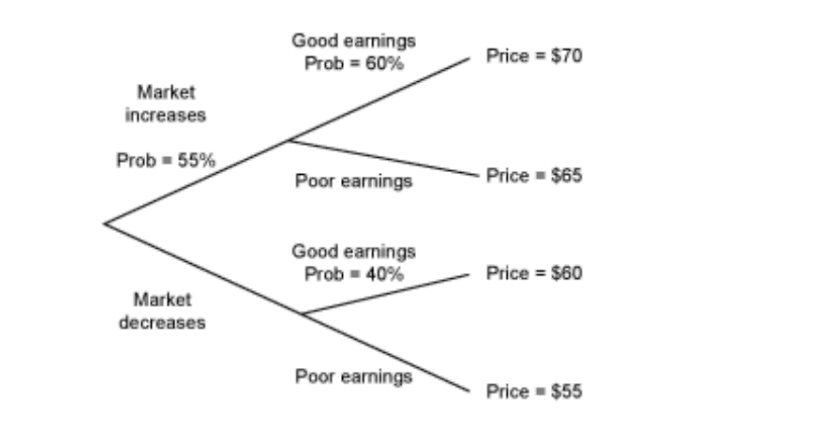 Good earnings
Prob = 60%
Price = $70
Market
increases
Prob = 55%
Poor earnings
Price = $65
Good earnings
Prob = 40%
Price = $60
Market
decreases
Poor earnings
Price = $55